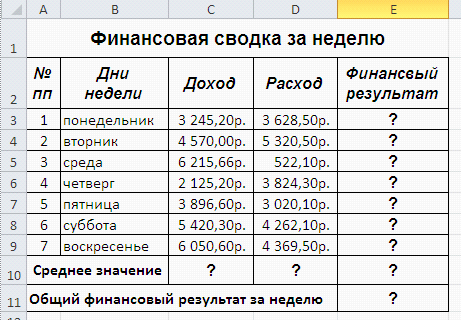 A B C D E
1 Финансовая сводка за неделю
2 № пп Дни недели Доход Расход Финансвый результат
3 1 понедельник 3 245,20р. 3 628,50р. ?
4 2 вторник 4 570,00р. 5 320,50р. ?
5 3 среда 6 215,66р. 522,10р. ?
6 4 четверг 2 125,20р. 3 824,30р. ?
7 5 пятница 3 896,60р. 3 020,10р. ?
8 6 суббота 5 420,30р. 4 262,10р. ?
9 7 воскресенье 6 050,60р. 4 369,50р. ?
10 Среднее значение ? ? ?
11 Общий финансовый результат за неделю ?